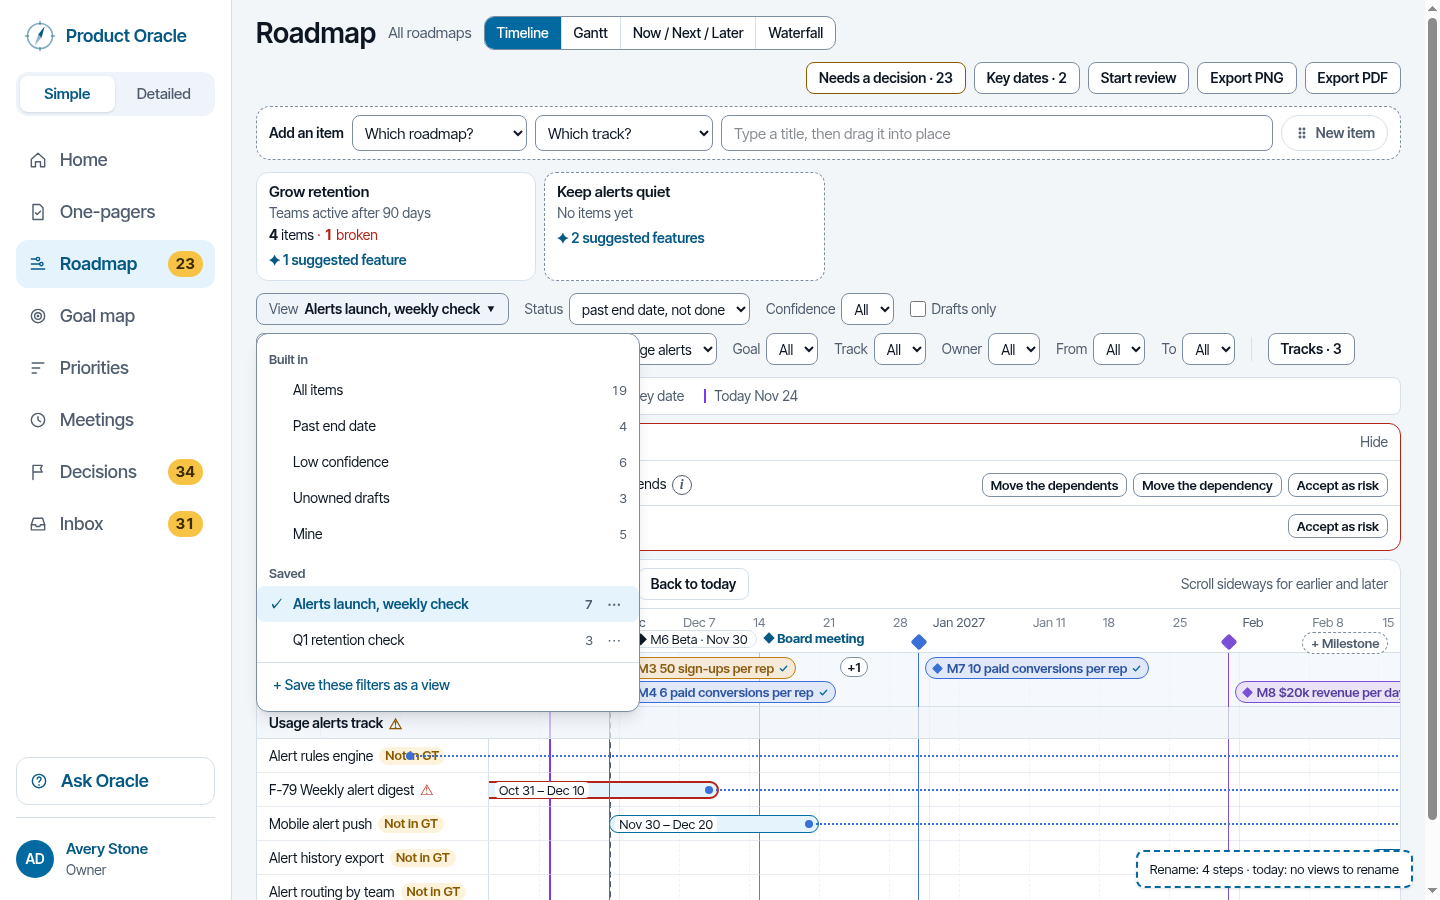 Product Oracle
Simple
Detailed
Home
One-pagers
Roadmap 23
Goal map
Priorities
Meetings
Decisions 34
Inbox 31
Ask Oracle
AD
Avery Stone
Owner
Roadmap All roadmaps Timeline Gantt Now / Next / Later Waterfall
Needs a decision · 23 Key dates · 2 Start review Export PNG Export PDF
Add an item Which roadmap? Which track? Type a title, then drag it into place New item
Grow retention
Teams active after 90 days
4 items · 1 broken
1 suggested feature
Keep alerts quiet
No items yet
2 suggested features
View Alerts launch, weekly check Status past end date, not done Confidence All Drafts only
ge alerts Goal All Track All Owner All From All To All Tracks · 3
Built in
All items 19
Past end date 4
Low confidence 6
Unowned drafts 3
Mine 5
Saved
✓ Alerts launch, weekly check 7 ···
Q1 retention check 3 ···
+ Save these filters as a view
ey date Today Nov 24
Hide
ends i Move the dependents Move the dependency Accept as risk
Accept as risk
Back to today Scroll sideways for earlier and later
c Dec 7 14 21 28 Jan 2027 Jan 11 18 25 Feb Feb 8 15
M6 Beta · Nov 30 Board meeting + Milestone
M3 50 sign-ups per rep ✓ +1 M7 10 paid conversions per rep ✓
M4 6 paid conversions per rep ✓ M8 $20k revenue per da
Usage alerts track
Alert rules engine Not in GT
F-79 Weekly alert digest Oct 31 – Dec 10
Mobile alert push Not in GT Nov 30 – Dec 20
Alert history export Not in GT
Alert routing by team Not in GT
Rename: 4 steps · today: no views to rename